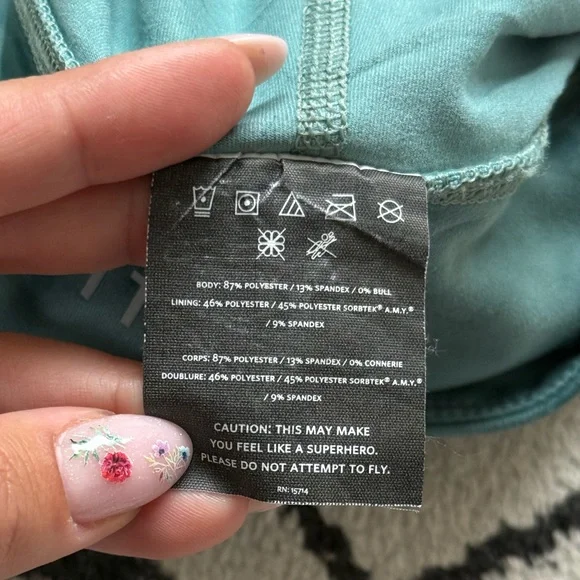 BODY: 87% POLYESTER / 13% SPANDEX / 0% BULL
LINING: 46% POLYESTER / 45% POLYESTER SORBTEK® A.M.Y.®
/ 9% SPANDEX
CORPS: 87% POLYESTER / 13% SPANDEX / 0% CONNERIE
DOUBLURE: 46% POLYESTER / 45% POLYESTER SORBTEK® A.M.Y.®
/ 9% SPANDEX
CAUTION: THIS MAY MAKE
YOU FEEL LIKE A SUPERHERO.
PLEASE DO NOT ATTEMPT TO FLY.
RN: 15714